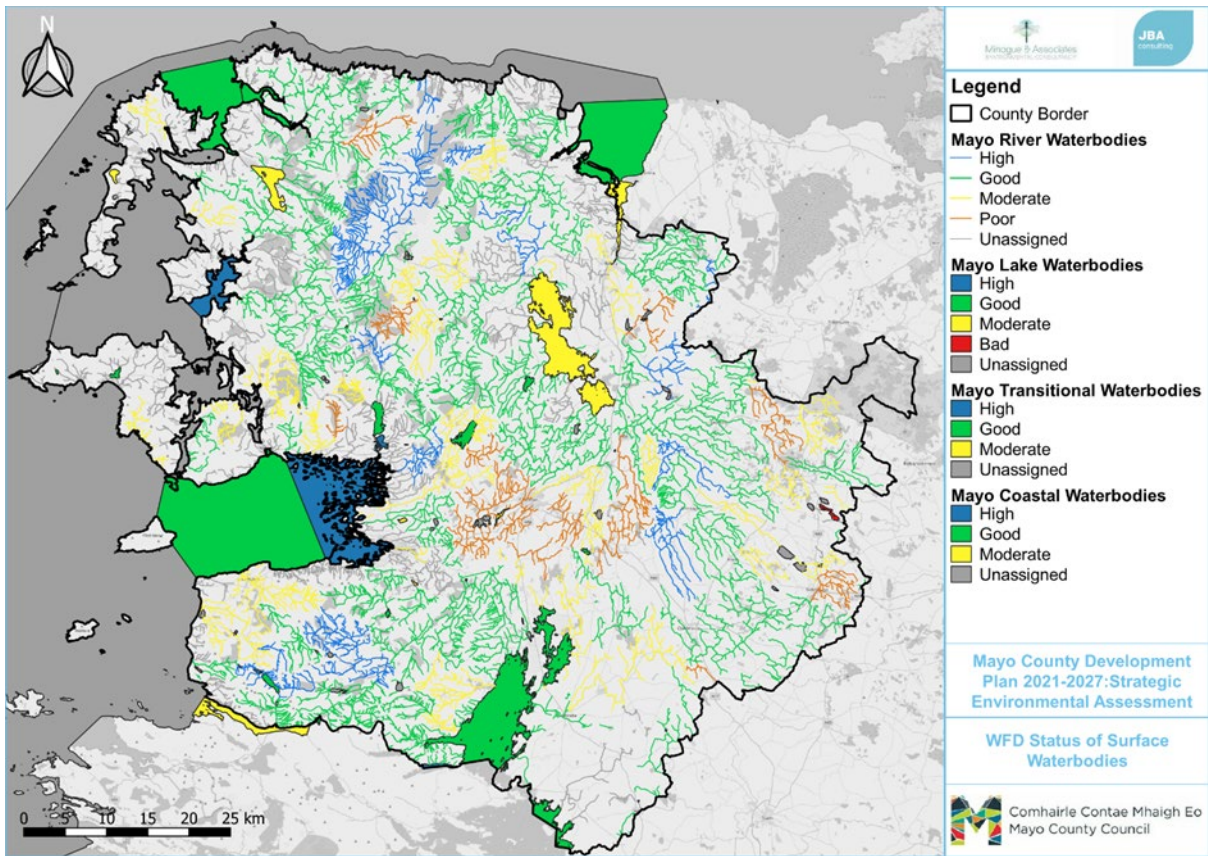 N
Minogue & Associates
ENVIRONMENTAL CONSULTANCY
JBA
consulting
Legend
County Border
Mayo River Waterbodies
High
Good
Moderate
Poor
Unassigned
Mayo Lake Waterbodies
High
Good
Moderate
Bad
Unassigned
Mayo Transitional Waterbodies
High
Good
Moderate
Unassigned
Mayo Coastal Waterbodies
High
Good
Moderate
Unassigned
Mayo County Development
Plan 2021-2027:Strategic
Environmental Assessment
WFD Status of Surface
Waterbodies
Comhairle Contae Mhaigh Eo
Mayo County Council
0 5 10 15 20 25 km